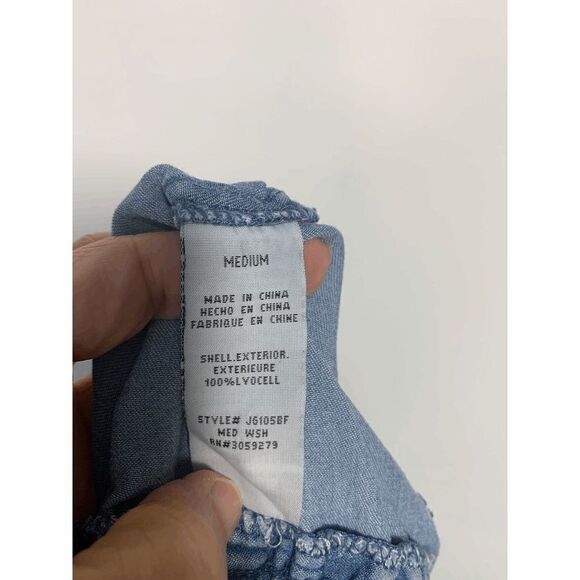 MEDIUM
MADE IN CHINA
HECHO EN CHINA
FABRIQUE EN CHINE
SHELL.EXTERIOR.
EXTERIEURE
100%LYOCELL
STYLE# J6105BF
MED WSH
RN#3059279